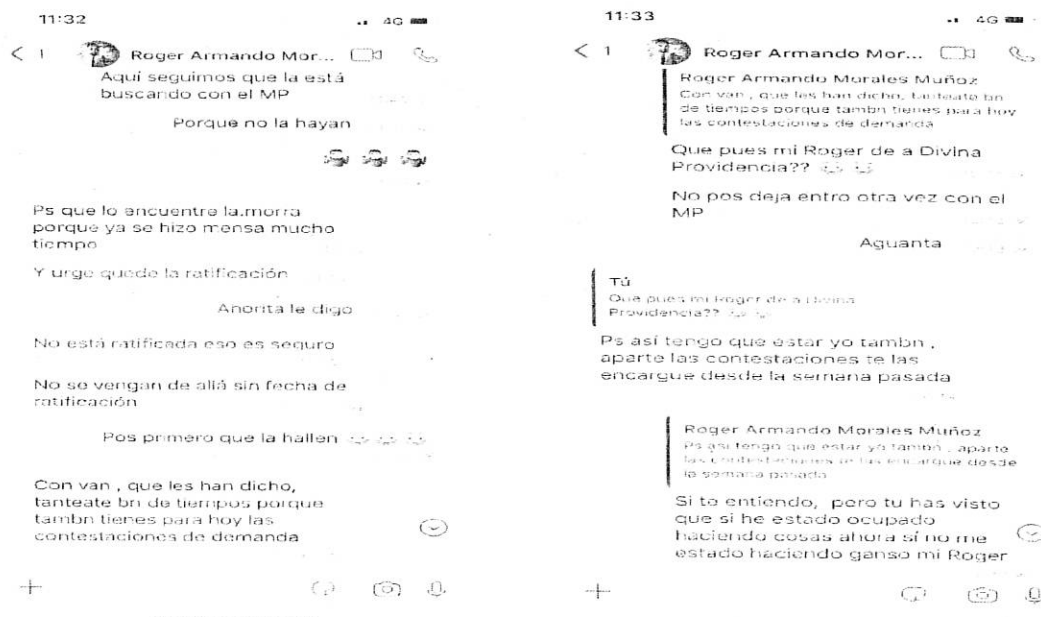 11:32
4G
1
Roger Armando Mor...
Aquí seguimos que la está
buscando con el MP
Porque no la hayan
Ps que lo encuentre la.morra
porque ya se hizo mensa mucho
tiempo
Y urge quede la ratificación
Ahorita le digo
No está ratificada eso es seguro
No se vengan de allá sin fecha de
ratificación
Pos primero que la hallen
Con van , que les han dicho,
tanteate bn de tiempos porque
tambn tienes para hoy las
contestaciones de demanda
11:33
4G
1
Roger Armando Mor...
Roger Armando Morales Muñoz
Con van , que les han dicho, tanteate bn
de tiempos porque tambn tienes para hoy
las contestaciones de demanda
Que pues mi Roger de a Divina
Providencia??
No pos deja entro otra vez con el
MP
Aguanta
Tú
Que pues mi Roger de a Divina
Providencia??
Ps así tengo que estar yo tambn ,
aparte las contestaciones te las
encargue desde la semana pasada
Roger Armando Morales Muñoz
Ps así tengo que estar yo tambn , aparte
las contestaciones te las encargue desde
la semana pasada
Si te entiendo, pero tu has visto
que si he estado ocupado
haciendo cosas ahora sí no me
estado haciendo ganso mi Roger